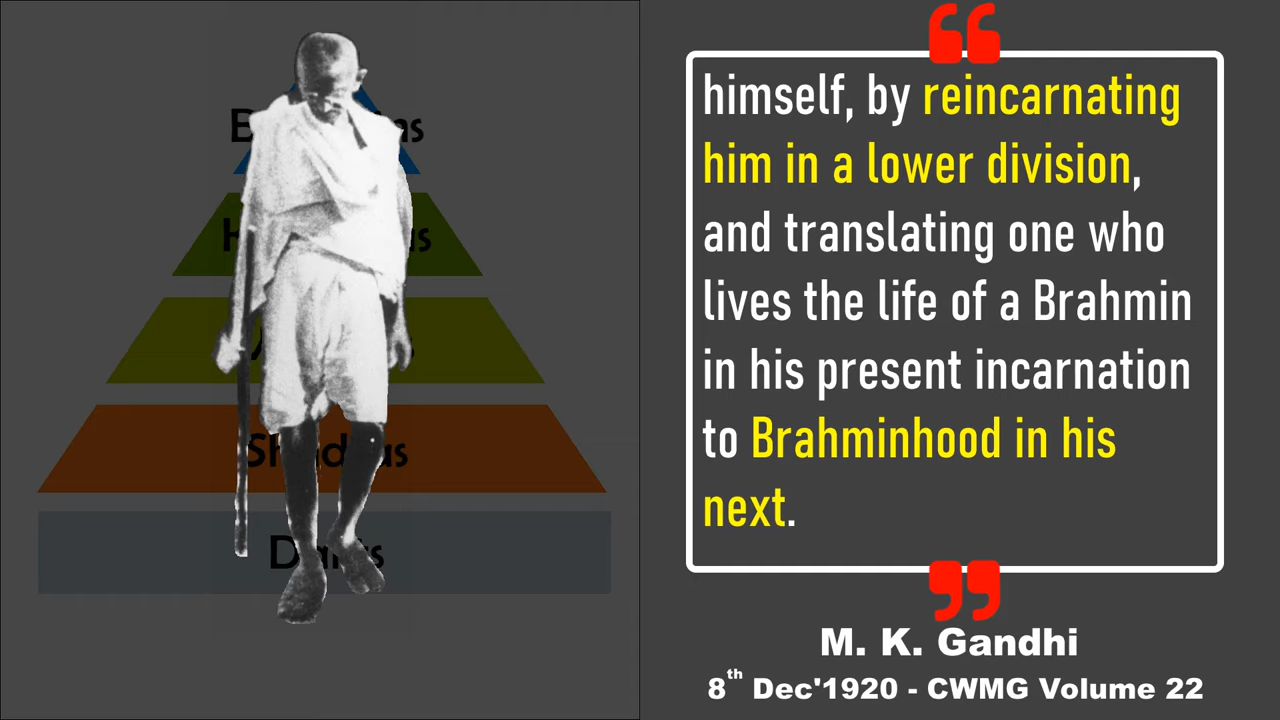 himself, by reincarnating
him in a lower division,
and translating one who
lives the life of a Brahmin
in his present incarnation
to Brahminhood in his
next.
M. K. Gandhi
8th Dec'1920 - CWMG Volume 22